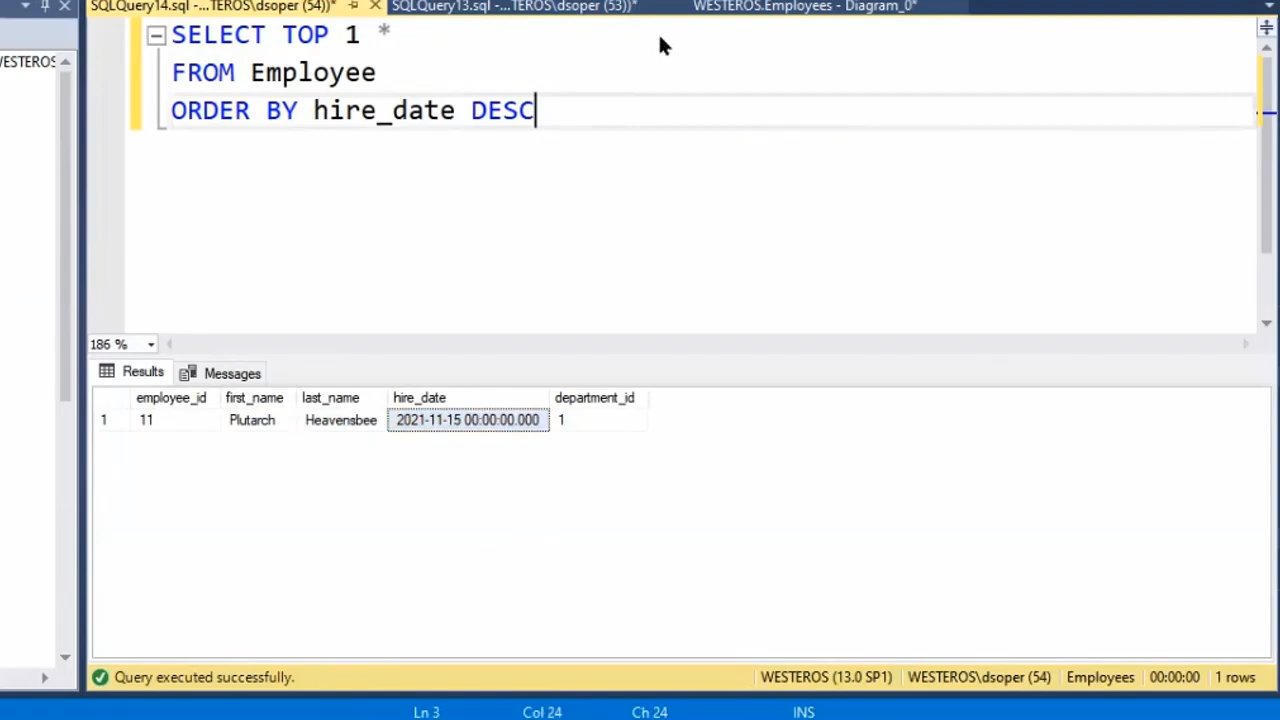 SQLQuery14.sql -...TEROS\dsoper (54))* SQLQuery13.sql -...TEROS\dsoper (53))* WESTEROS.Employees - Diagram_0*
SELECT TOP 1 *
FROM Employee
ORDER BY hire_date DESC
186 %
Results Messages
employee_id first_name last_name hire_date department_id
1 11 Plutarch Heavensbee 2021-11-15 00:00:00.000 1
Query executed successfully. WESTEROS (13.0 SP1) WESTEROS\dsoper (54) Employees 00:00:00 1 rows
Ln 3 Col 24 Ch 24 INS